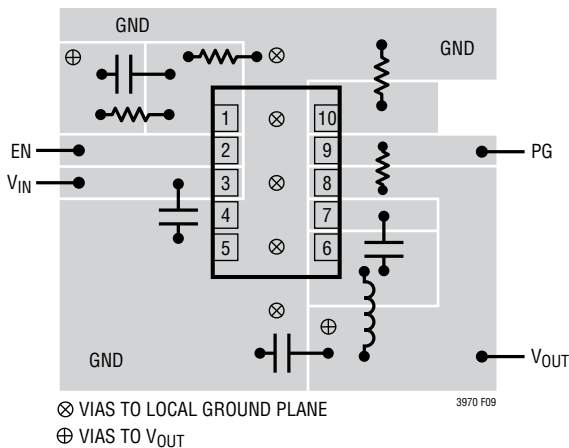 GND
GND
1
10
EN
2
9
PG
V_IN
3
8
4
7
5
6
GND
V_OUT
3970 F09
⊗ VIAS TO LOCAL GROUND PLANE
⊕ VIAS TO V_OUT